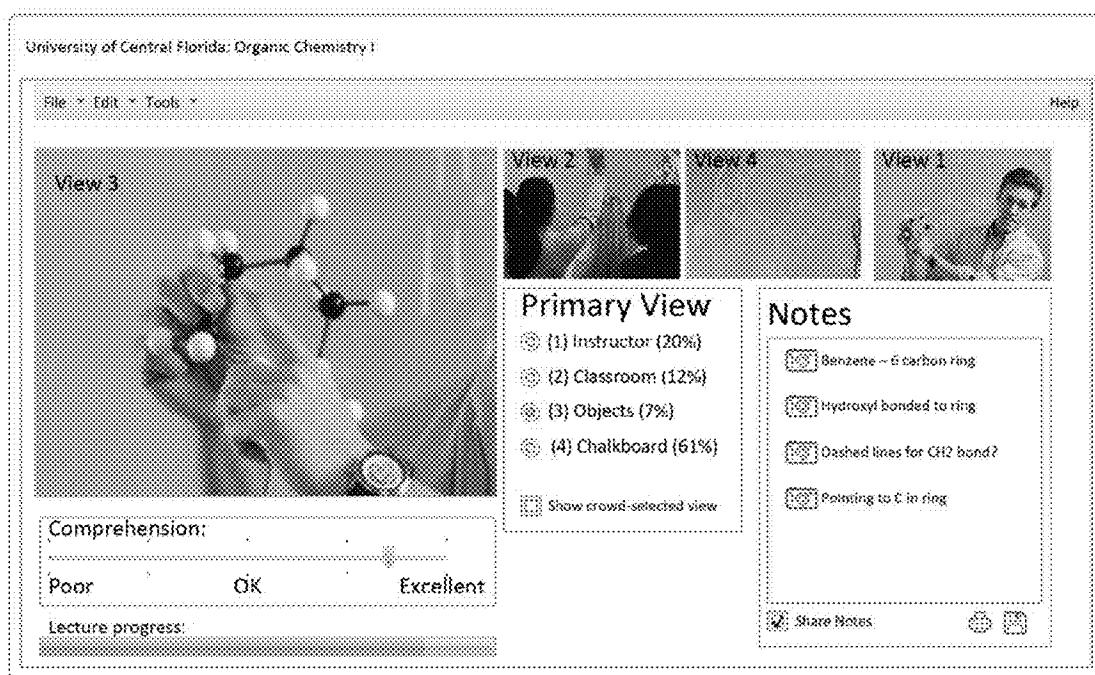 University of Central Florida: Organic Chemistry I
File Edit Tools Help
View 3
View 2
View 4
View 1
Primary View
(1) Instructor (20%)
(2) Classroom (12%)
(3) Objects (7%)
(4) Chalkboard (61%)
Show crowd-selected view
Notes
Benzene – 6 carbon ring
Hydroxyl bonded to ring
Dashed lines for CH2 bond?
Pointing to C in ring
Share Notes
Comprehension:
Poor OK Excellent
Lecture progress: